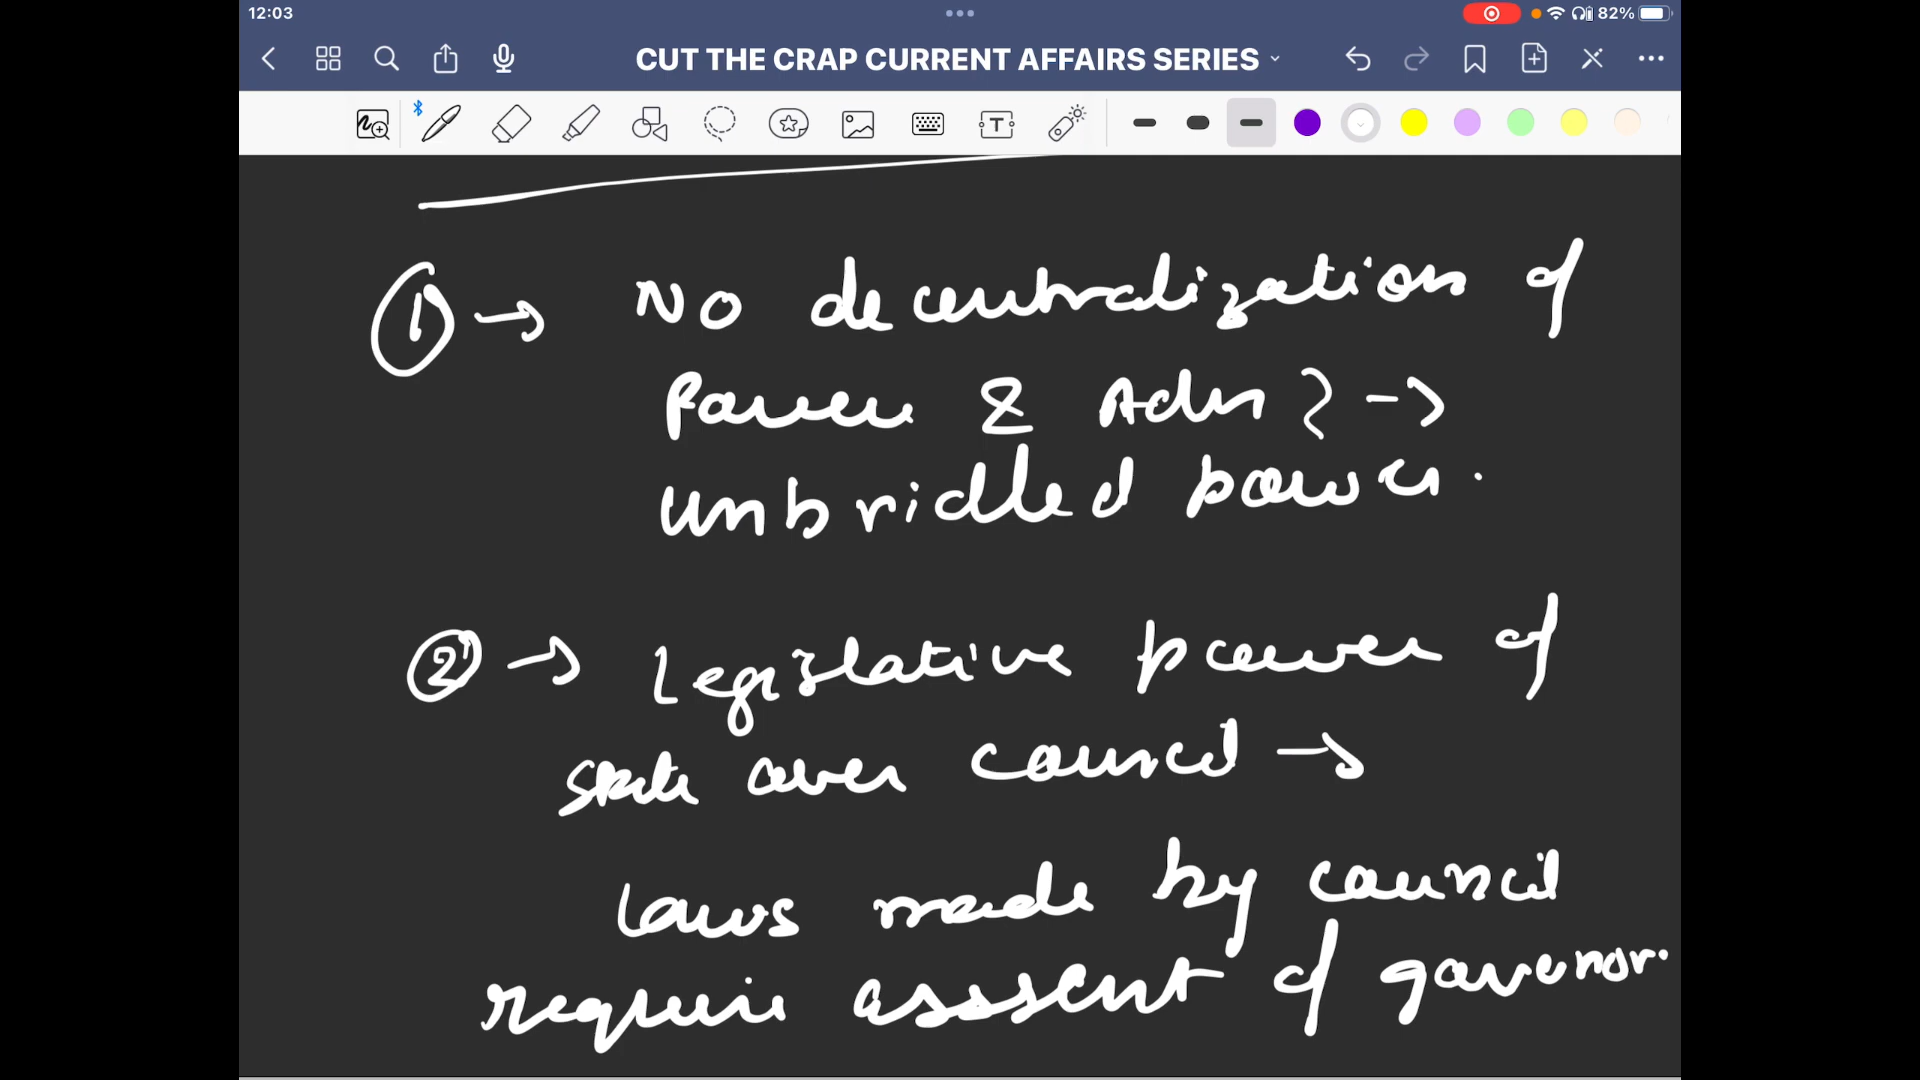 12:03
82%
CUT THE CRAP CURRENT AFFAIRS SERIES
① → No decentralization of
Power & Adm } →
unbridled power.
② → Legislative power of
state over council →
laws made by council
require asssent of governor.